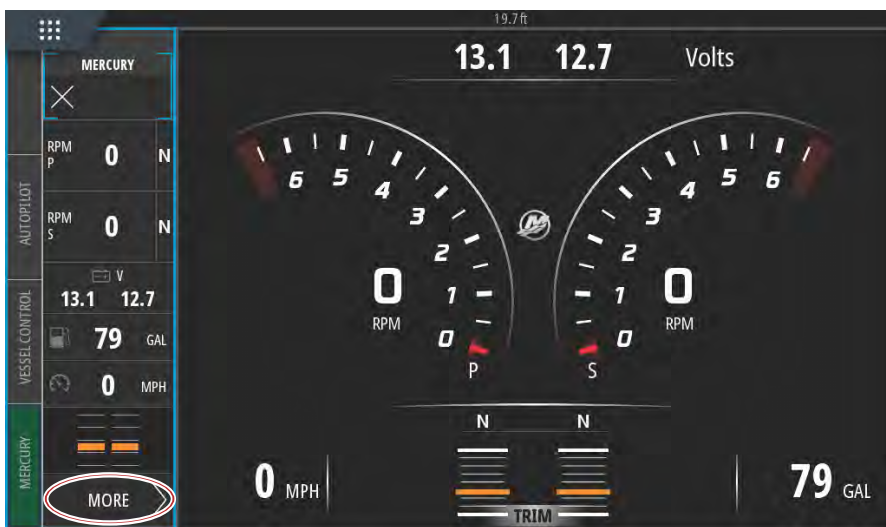 19.7 ft
MERCURY
RPM
P
0
N
RPM
S
0
N
V
13.1 12.7
79 GAL
0 MPH
MORE
AUTOPILOT
VESSEL CONTROL
MERCURY
13.1 12.7 Volts
6
5
4
3
2
1
0
P
0
RPM
6
5
4
3
2
1
0
S
0
RPM
M
N N
0 MPH
TRIM
79 GAL